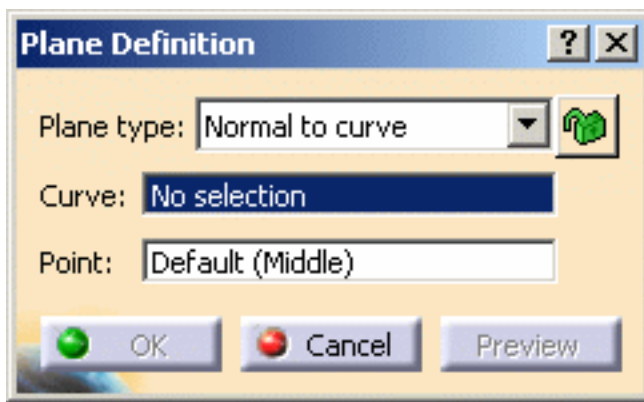 Plane Definition
Plane type: Normal to curve
Curve: No selection
Point: Default (Middle)
OK Cancel Preview